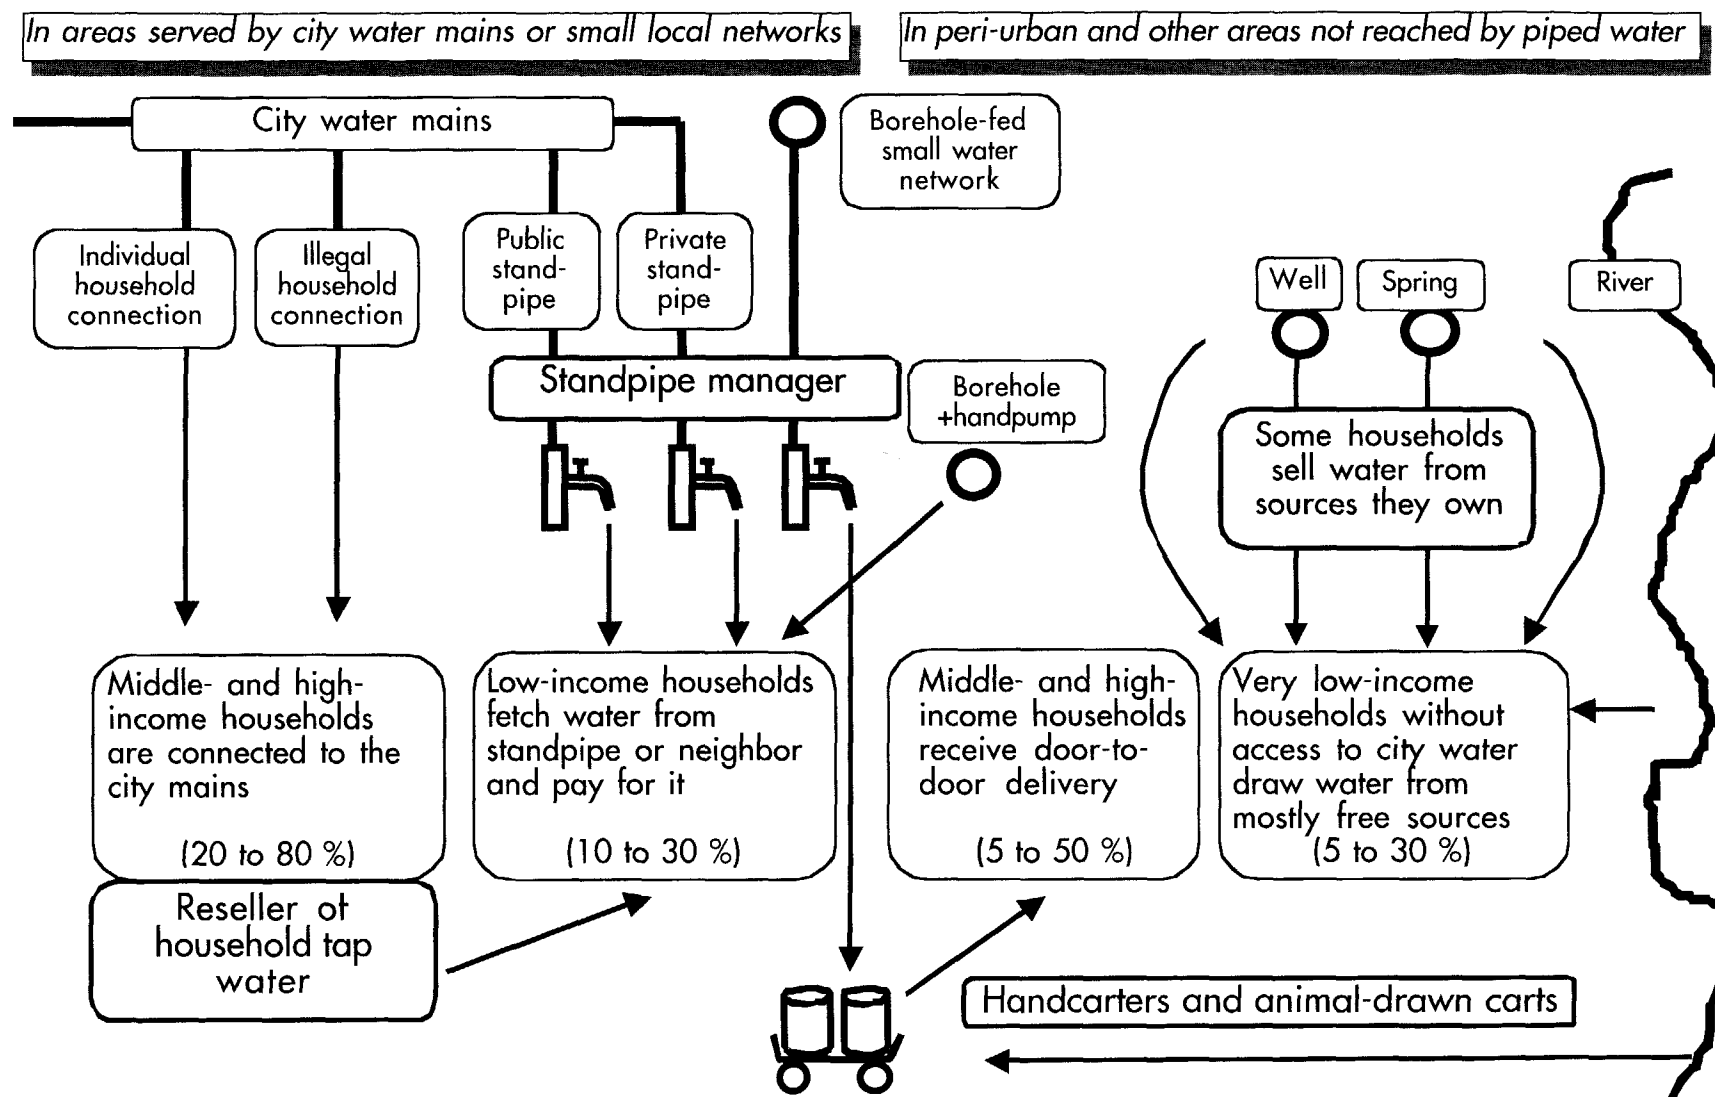 In areas served by city water mains or small local networks
In peri-urban and other areas not reached by piped water
City water mains
Borehole-fed
small water
network
Individual
household
connection
Illegal
household
connection
Public
stand-
pipe
Private
stand-
pipe
Well
Spring
River
Standpipe manager
Borehole
+handpump
Some households
sell water from
sources they own
Middle- and high-
income households
are connected to the
city mains
(20 to 80 %)
Low-income households
fetch water from
standpipe or neighbor
and pay for it
(10 to 30 %)
Middle- and high-
income households
receive door-to-
door delivery
(5 to 50 %)
Very low-income
households without
access to city water
draw water from
mostly free sources
(5 to 30 %)
Reseller of
household tap
water
Handcarters and animal-drawn carts